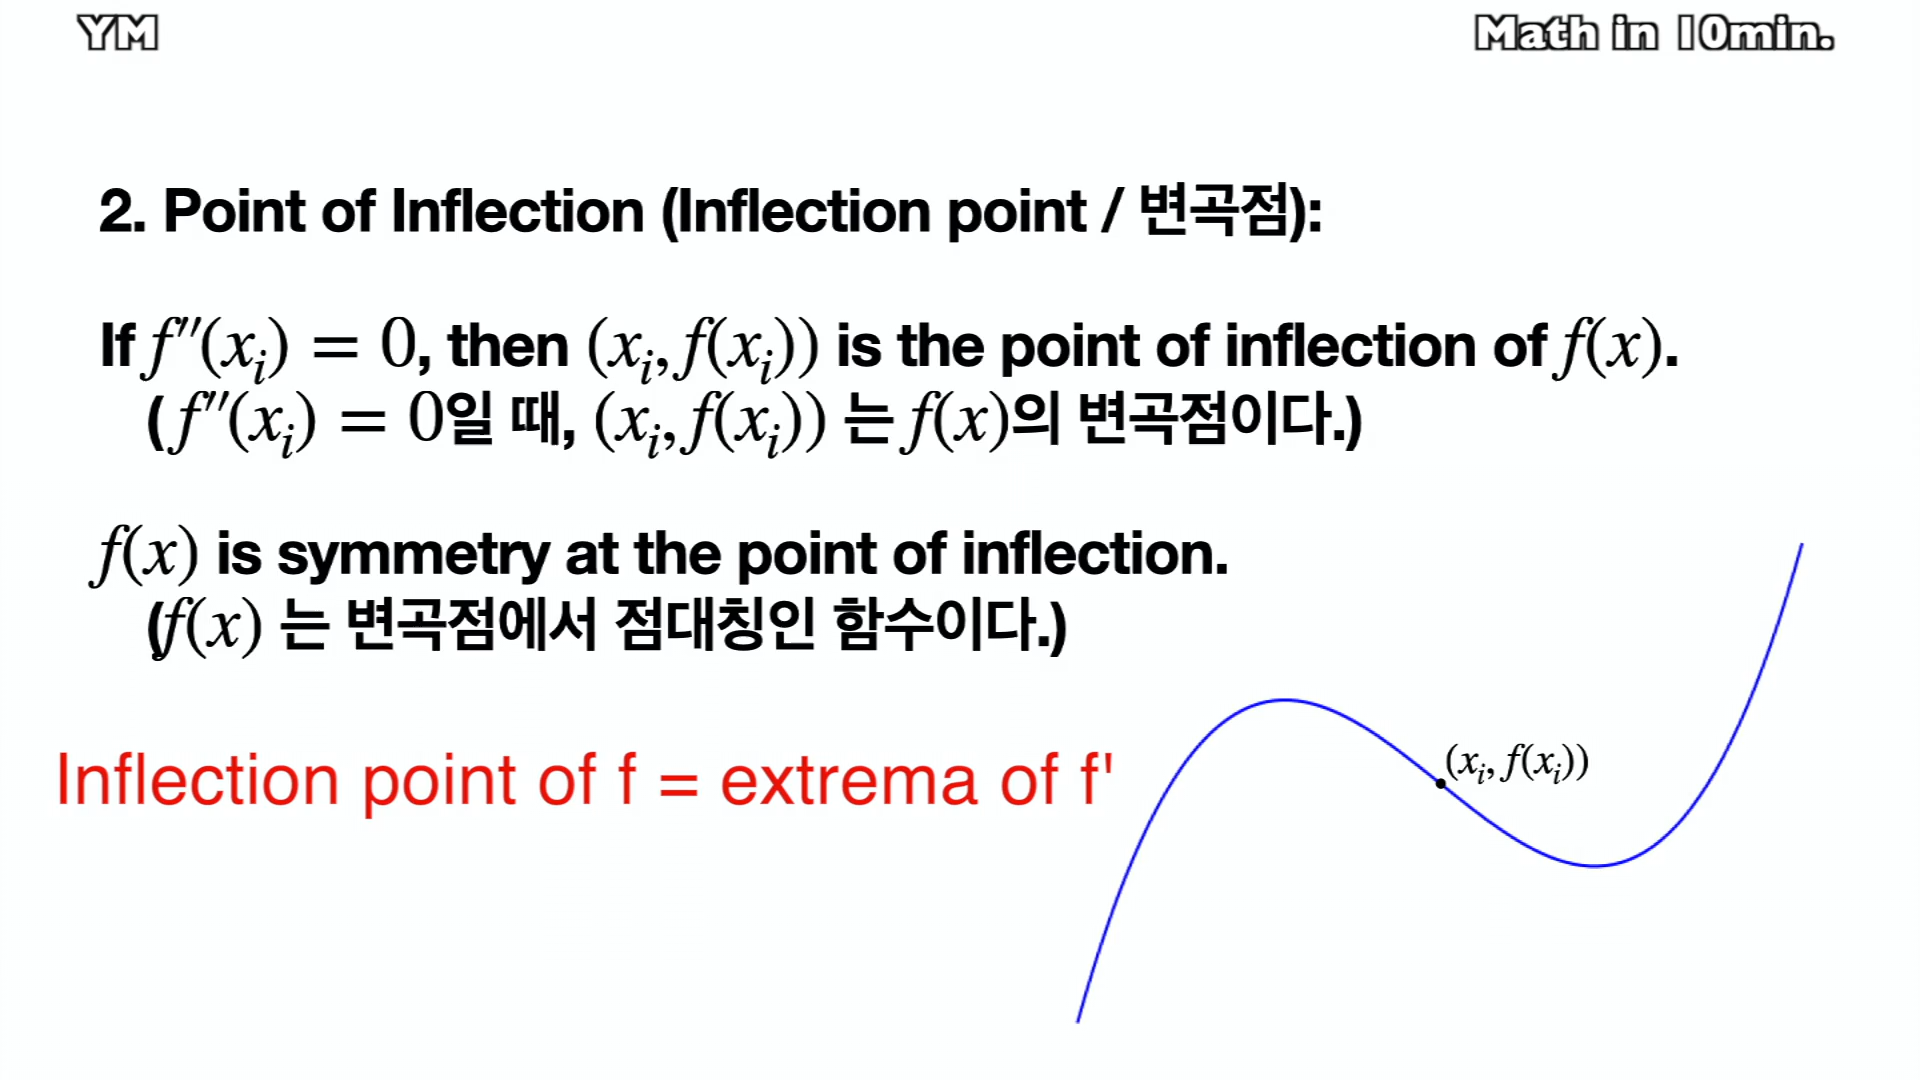 YM
Math in 10min.
2. Point of Inflection (Inflection point / 변곡점):
If f″(xᵢ) = 0, then (xᵢ, f(xᵢ)) is the point of inflection of f(x).
( f″(xᵢ) = 0일 때, (xᵢ, f(xᵢ)) 는 f(x)의 변곡점이다.)
f(x) is symmetry at the point of inflection.
(f(x) 는 변곡점에서 점대칭인 함수이다.)
Inflection point of f = extrema of f'
(xᵢ, f(xᵢ))